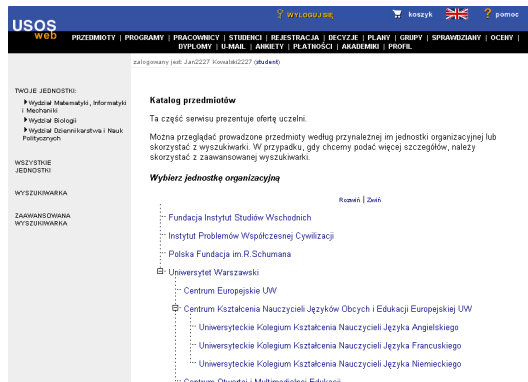 USOS
web
WYLOGUJ SIĘ
koszyk
? pomoc
PRZEDMIOTY | PROGRAMY | PRACOWNICY | STUDENCI | REJESTRACJA | DECYZJE | PLANY | GRUPY | SPRAWDZIANY | OCENY |
DYPLOMY | U-MAIL | ANKIETY | PŁATNOŚCI | AKADEMIKI | PROFIL
zalogowany jest: Jan2227 Kowalski2227 (student)
TWOJE JEDNOSTKI:
Wydział Matematyki, Informatyki
i Mechaniki
Wydział Biologii
Wydział Dziennikarstwa i Nauk
Politycznych
WSZYSTKIE
JEDNOSTKI
WYSZUKIWARKA
ZAAWANSOWANA
WYSZUKIWARKA
Katalog przedmiotów
Ta część serwisu prezentuje ofertę uczelni.
Można przeglądać prowadzone przedmioty według przynależnej im jednostki organizacyjnej lub
skorzystać z wyszukiwarki. W przypadku, gdy chcemy podać więcej szczegółów, należy
skorzystać z zaawansowanej wyszukiwarki.
Wybierz jednostkę organizacyjną
Rozwiń | Zwiń
Fundacja Instytut Studiów Wschodnich
Instytut Problemów Współczesnej Cywilizacji
Polska Fundacja im.R.Schumana
Uniwersytet Warszawski
Centrum Europejskie UW
Centrum Kształcenia Nauczycieli Języków Obcych i Edukacji Europejskiej UW
Uniwersyteckie Kolegium Kształcenia Nauczycieli Języka Angielskiego
Uniwersyteckie Kolegium Kształcenia Nauczycieli Języka Francuskiego
Uniwersyteckie Kolegium Kształcenia Nauczycieli Języka Niemieckiego
Centrum Otwartej i Multimedialnej Edukacji